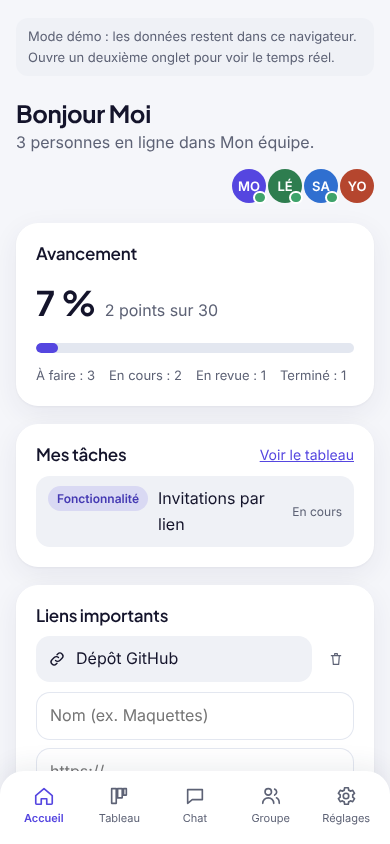 Mode démo : les données restent dans ce navigateur.
Ouvre un deuxième onglet pour voir le temps réel.
Bonjour Moi
3 personnes en ligne dans Mon équipe.
MO LÉ SA YO
Avancement
7 % 2 points sur 30
À faire : 3 En cours : 2 En revue : 1 Terminé : 1
Mes tâches Voir le tableau
Fonctionnalité Invitations par
lien
En cours
Liens importants
Dépôt GitHub
Nom (ex. Maquettes)
https://
Accueil Tableau Chat Groupe Réglages